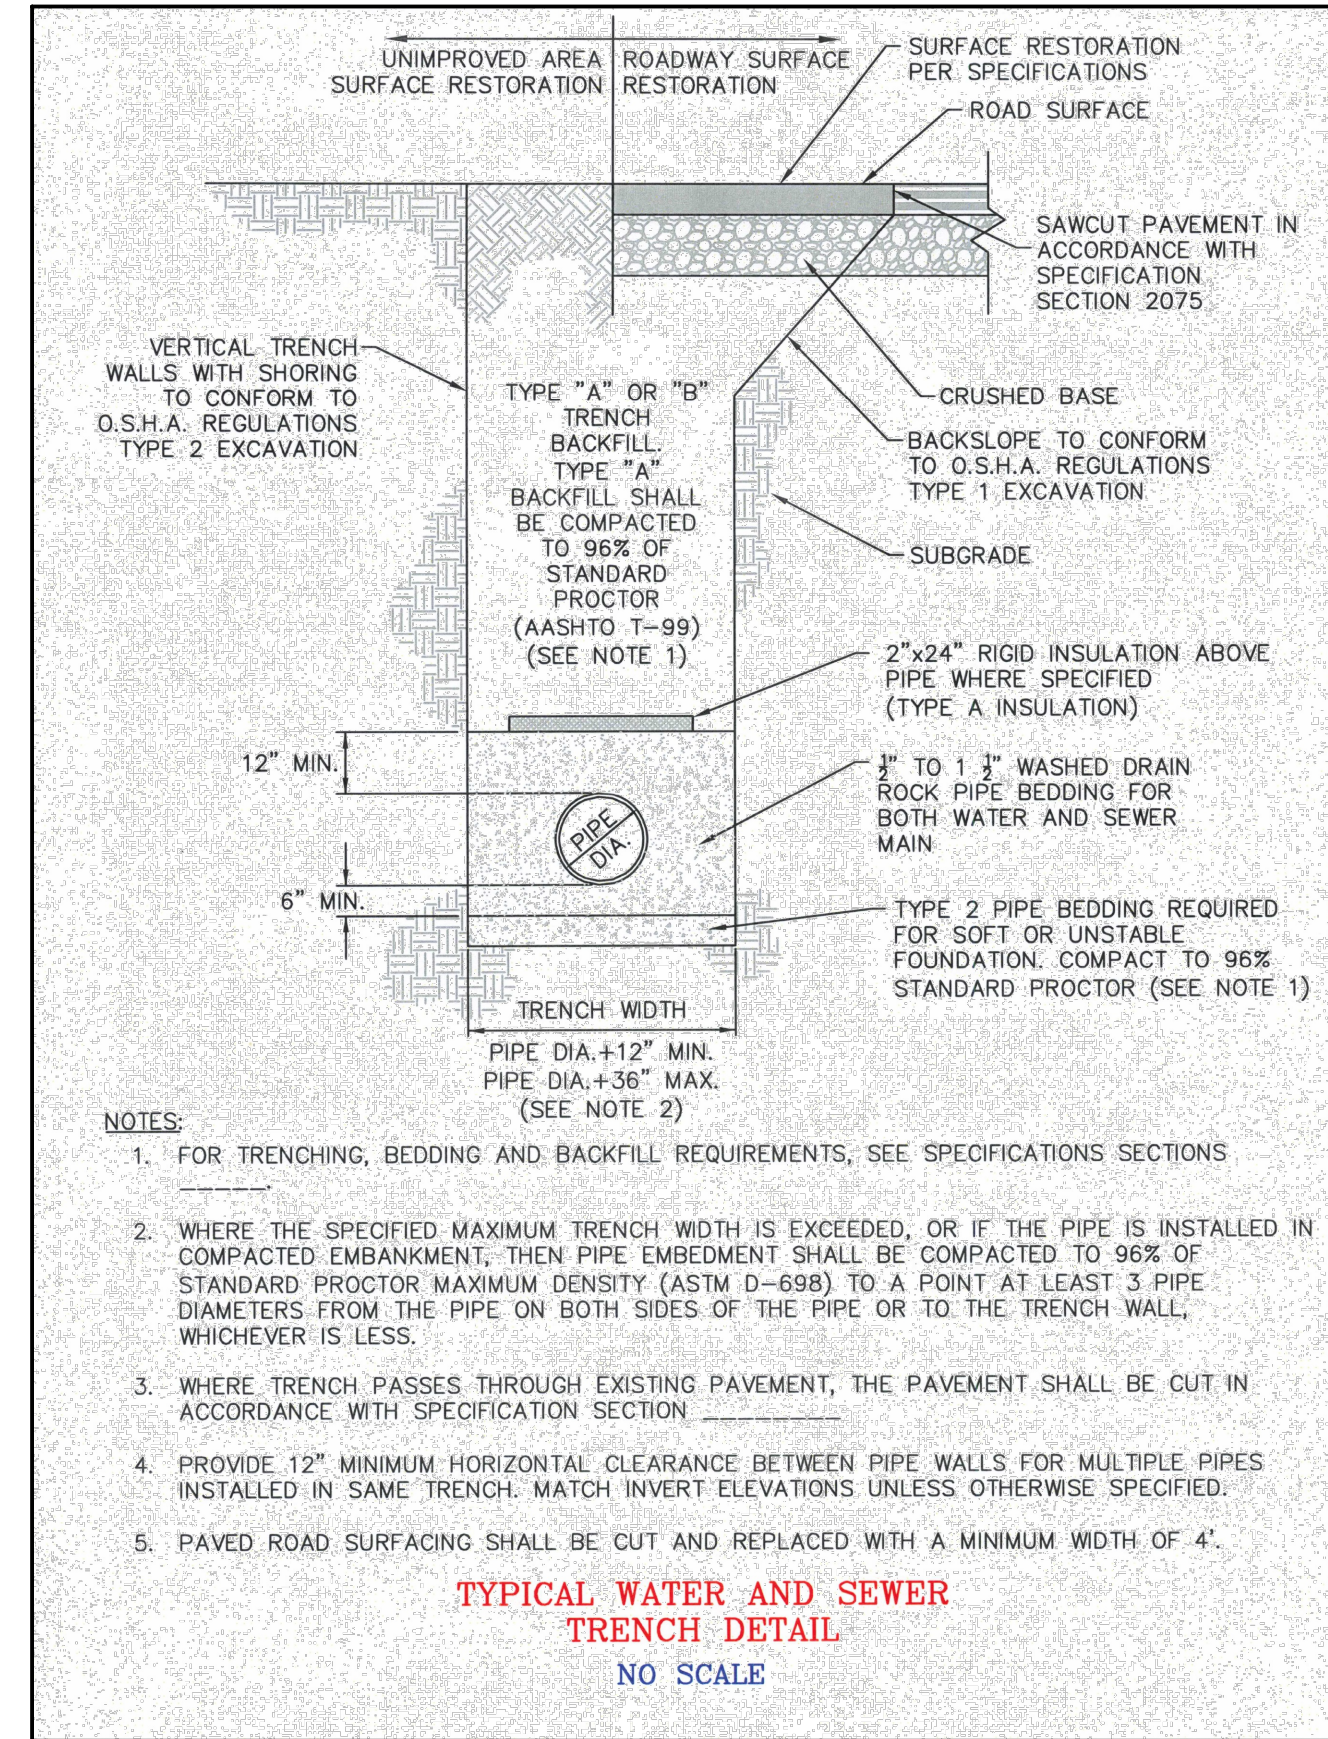 UNIMPROVED AREA
SURFACE RESTORATION
ROADWAY SURFACE
RESTORATION
SURFACE RESTORATION
PER SPECIFICATIONS
ROAD SURFACE
SAWCUT PAVEMENT IN
ACCORDANCE WITH
SPECIFICATION
SECTION 2075
VERTICAL TRENCH
WALLS WITH SHORING
TO CONFORM TO
O.S.H.A. REGULATIONS
TYPE 2 EXCAVATION
TYPE "A" OR "B"
TRENCH
BACKFILL.
TYPE "A"
BACKFILL SHALL
BE COMPACTED
TO 96% OF
STANDARD
PROCTOR
(AASHTO T-99)
(SEE NOTE 1)
CRUSHED BASE
BACKSLOPE TO CONFORM
TO O.S.H.A. REGULATIONS
TYPE 1 EXCAVATION
SUBGRADE
2"x24" RIGID INSULATION ABOVE
PIPE WHERE SPECIFIED
(TYPE A INSULATION)
12" MIN.
½" TO 1 ½" WASHED DRAIN
ROCK PIPE BEDDING FOR
BOTH WATER AND SEWER
MAIN
PIPE
DIA.
6" MIN.
TYPE 2 PIPE BEDDING REQUIRED
FOR SOFT OR UNSTABLE
FOUNDATION. COMPACT TO 96%
STANDARD PROCTOR (SEE NOTE 1)
TRENCH WIDTH
PIPE DIA.+12" MIN.
PIPE DIA.+36" MAX.
(SEE NOTE 2)
NOTES:
1. FOR TRENCHING, BEDDING AND BACKFILL REQUIREMENTS, SEE SPECIFICATIONS SECTIONS
_____.
2. WHERE THE SPECIFIED MAXIMUM TRENCH WIDTH IS EXCEEDED, OR IF THE PIPE IS INSTALLED IN
COMPACTED EMBANKMENT, THEN PIPE EMBEDMENT SHALL BE COMPACTED TO 96% OF
STANDARD PROCTOR MAXIMUM DENSITY (ASTM D-698) TO A POINT AT LEAST 3 PIPE
DIAMETERS FROM THE PIPE ON BOTH SIDES OF THE PIPE OR TO THE TRENCH WALL,
WHICHEVER IS LESS.
3. WHERE TRENCH PASSES THROUGH EXISTING PAVEMENT, THE PAVEMENT SHALL BE CUT IN
ACCORDANCE WITH SPECIFICATION SECTION ________
4. PROVIDE 12" MINIMUM HORIZONTAL CLEARANCE BETWEEN PIPE WALLS FOR MULTIPLE PIPES
INSTALLED IN SAME TRENCH. MATCH INVERT ELEVATIONS UNLESS OTHERWISE SPECIFIED.
5. PAVED ROAD SURFACING SHALL BE CUT AND REPLACED WITH A MINIMUM WIDTH OF 4'.
TYPICAL WATER AND SEWER
TRENCH DETAIL
NO SCALE